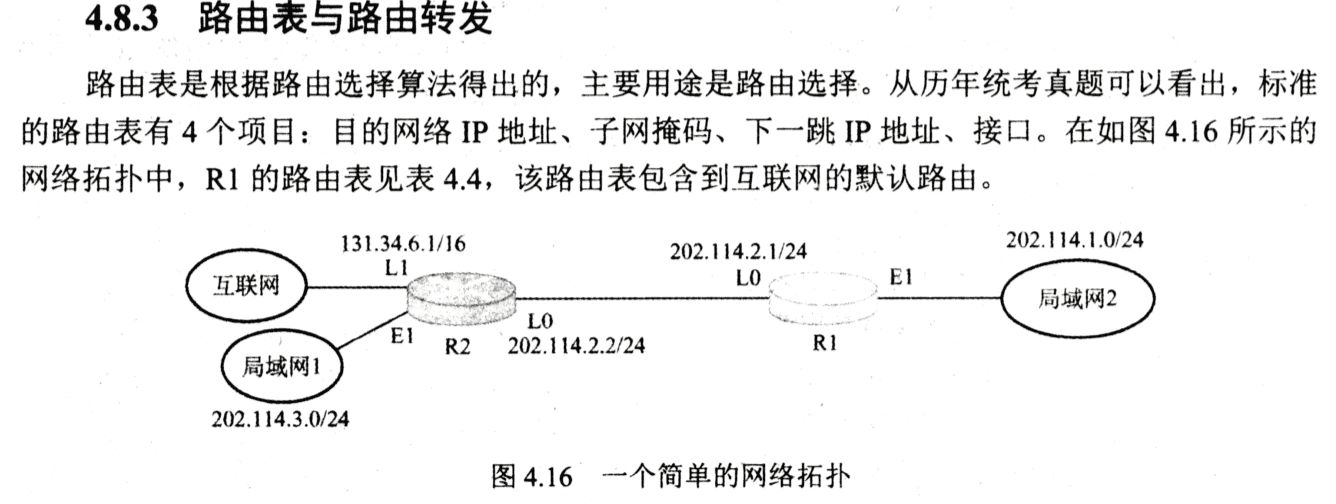 4.8.3 路由表与路由转发
路由表是根据路由选择算法得出的，主要用途是路由选择。从历年统考真题可以看出，标准
的路由表有 4 个项目：目的网络 IP 地址、子网掩码、下一跳 IP 地址、接口。在如图 4.16 所示的
网络拓扑中，R1 的路由表见表 4.4，该路由表包含到互联网的默认路由。
131.34.6.1/16
202.114.2.1/24
202.114.1.0/24
互联网
L1
L0
E1
局域网2
E1
R2
L0
202.114.2.2/24
R1
局域网1
202.114.3.0/24
图 4.16 一个简单的网络拓扑